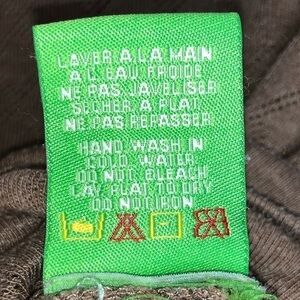 LAVER A LA MAIN
A L'EAU FROIDE
NE PAS JAVELISER
SECHER A PLAT
NE PAS REPASSER
HAND WASH IN
COLD WATER
DO NOT BLEACH
LAY FLAT TO DRY
DO NOT IRON